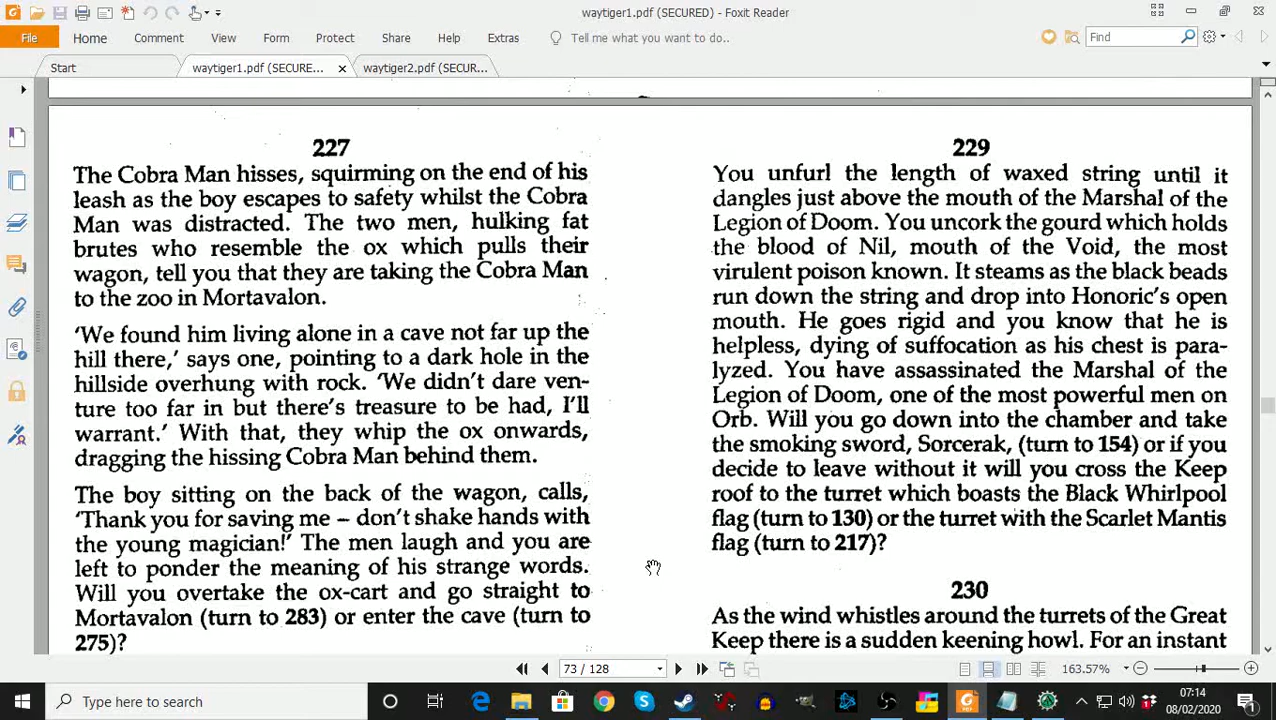 waytiger1.pdf (SECURED) - Foxit Reader
File Home Comment View Form Protect Share Help Extras Tell me what you want to do.. Find
Start waytiger1.pdf (SECURE... waytiger2.pdf (SECUR...
227
The Cobra Man hisses, squirming on the end of his
leash as the boy escapes to safety whilst the Cobra
Man was distracted. The two men, hulking fat
brutes who resemble the ox which pulls their
wagon, tell you that they are taking the Cobra Man
to the zoo in Mortavalon.
'We found him living alone in a cave not far up the
hill there,' says one, pointing to a dark hole in the
hillside overhung with rock. 'We didn't dare ven-
ture too far in but there's treasure to be had, I'll
warrant.' With that, they whip the ox onwards,
dragging the hissing Cobra Man behind them.
The boy sitting on the back of the wagon, calls,
'Thank you for saving me – don't shake hands with
the young magician!' The men laugh and you are
left to ponder the meaning of his strange words.
Will you overtake the ox-cart and go straight to
Mortavalon (turn to 283) or enter the cave (turn to
275)?
229
You unfurl the length of waxed string until it
dangles just above the mouth of the Marshal of the
Legion of Doom. You uncork the gourd which holds
the blood of Nil, mouth of the Void, the most
virulent poison known. It steams as the black beads
run down the string and drop into Honoric's open
mouth. He goes rigid and you know that he is
helpless, dying of suffocation as his chest is para-
lyzed. You have assassinated the Marshal of the
Legion of Doom, one of the most powerful men on
Orb. Will you go down into the chamber and take
the smoking sword, Sorcerak, (turn to 154) or if you
decide to leave without it will you cross the Keep
roof to the turret which boasts the Black Whirlpool
flag (turn to 130) or the turret with the Scarlet Mantis
flag (turn to 217)?
230
As the wind whistles around the turrets of the Great
Keep there is a sudden keening howl. For an instant
73 / 128 163.57%
Type here to search
07:14
08/02/2020